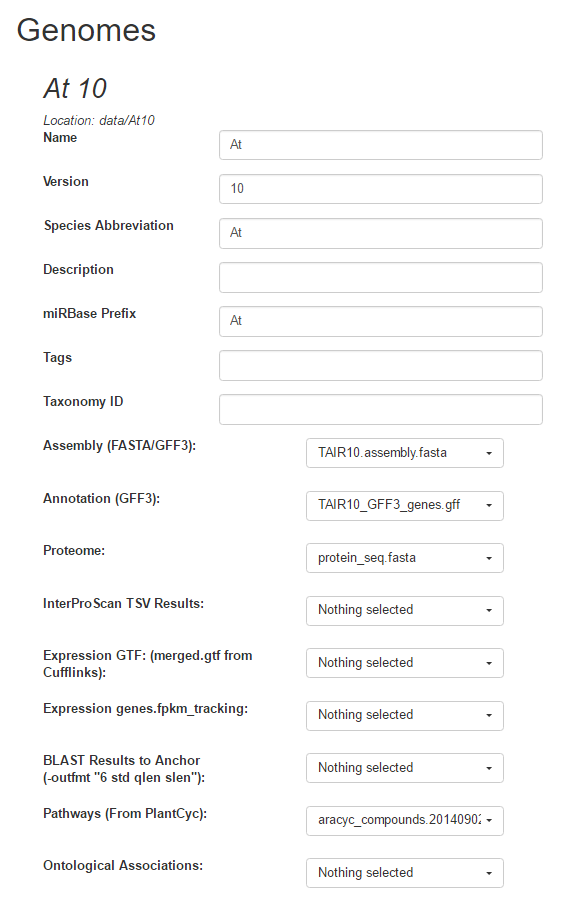 Genomes
At 10
Location: data/At10
Name
At
Version
10
Species Abbreviation
At
Description
miRBase Prefix
At
Tags
Taxonomy ID
Assembly (FASTA/GFF3):
TAIR10.assembly.fasta
Annotation (GFF3):
TAIR10_GFF3_genes.gff
Proteome:
protein_seq.fasta
InterProScan TSV Results:
Nothing selected
Expression GTF: (merged.gtf from
Cufflinks):
Nothing selected
Expression genes.fpkm_tracking:
Nothing selected
BLAST Results to Anchor
(-outfmt "6 std qlen slen"):
Nothing selected
Pathways (From PlantCyc):
aracyc_compounds.20140902
Ontological Associations:
Nothing selected